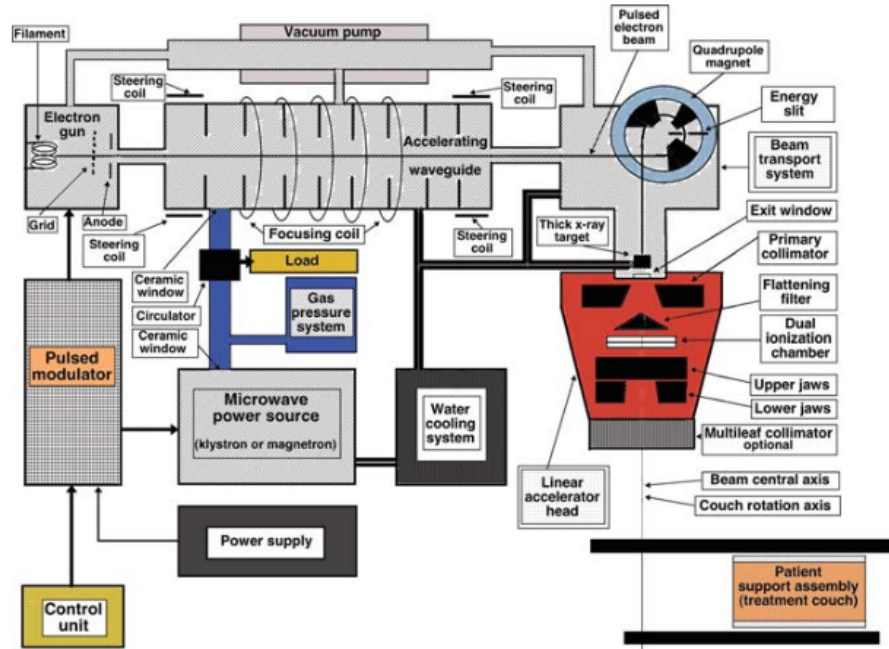 Vacuum pump
Filament
Pulsed
electron
beam
Quadrupole
magnet
Steering
coil
Steering
coil
Energy
slit
Electron
gun
Accelerating
waveguide
Beam
transport
system
Grid
Anode
Steering
coil
Focusing coil
Steering
coil
Thick x-ray
target
Exit window
Primary
collimator
Ceramic
window
Load
Circulator
Gas
pressure
system
Flattening
filter
Ceramic
window
Dual
ionization
chamber
Pulsed
modulator
Microwave
power source
(klystron or magnetron)
Water
cooling
system
Upper jaws
Lower jaws
Multileaf collimator
optional
Linear
accelerator
head
Beam central axis
Couch rotation axis
Power supply
Control
unit
Patient
support assembly
(treatment couch)